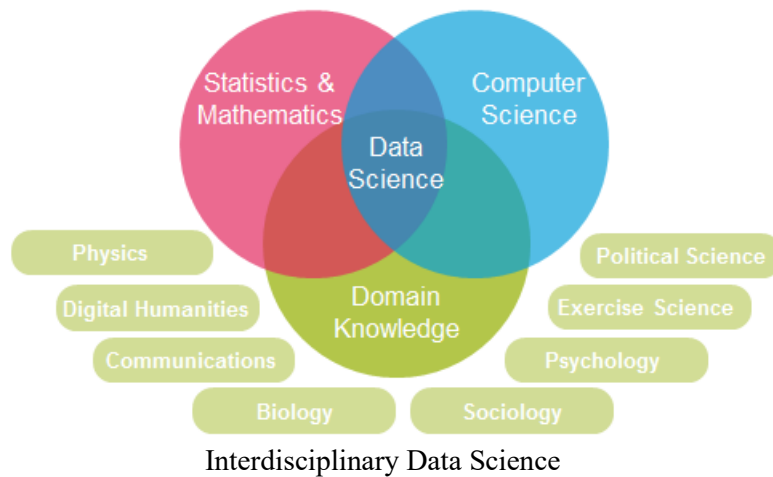 Statistics &
Mathematics
Computer
Science
Data
Science
Domain
Knowledge
Physics
Digital Humanities
Communications
Biology
Political Science
Exercise Science
Psychology
Sociology
Interdisciplinary Data Science